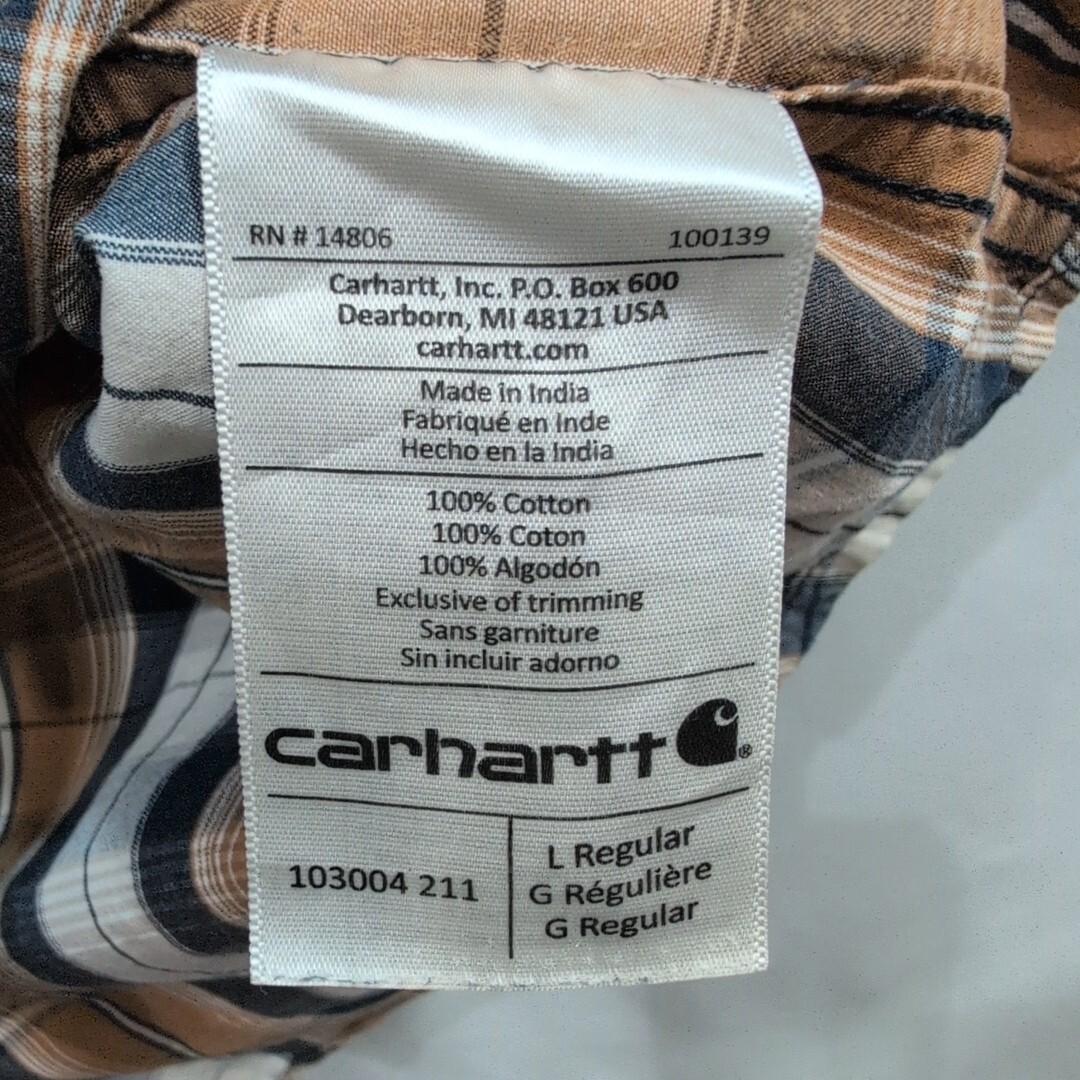 RN # 14806 100139
Carhartt, Inc. P.O. Box 600
Dearborn, MI 48121 USA
carhartt.com
Made in India
Fabriqué en Inde
Hecho en la India
100% Cotton
100% Coton
100% Algodón
Exclusive of trimming
Sans garniture
Sin incluir adorno
carhartt ®
103004 211
L Regular
G Régulière
G Regular